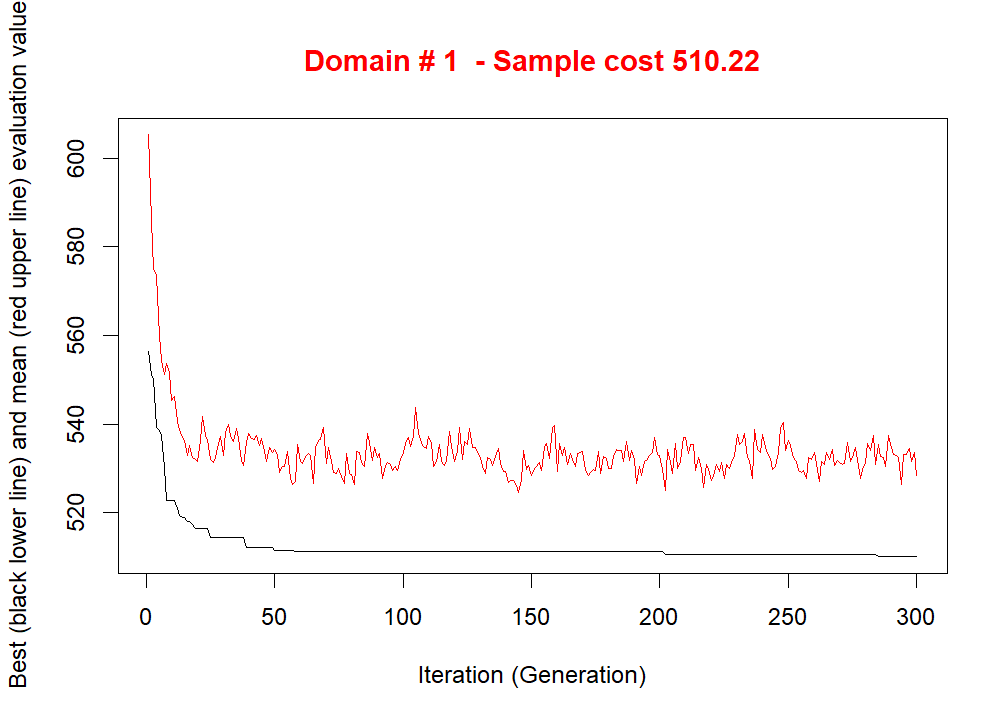 Domain # 1  - Sample cost 510.22
Best (black lower line) and mean (red upper line) evaluation value
600
580
560
540
520
0 50 100 150 200 250 300
Iteration (Generation)